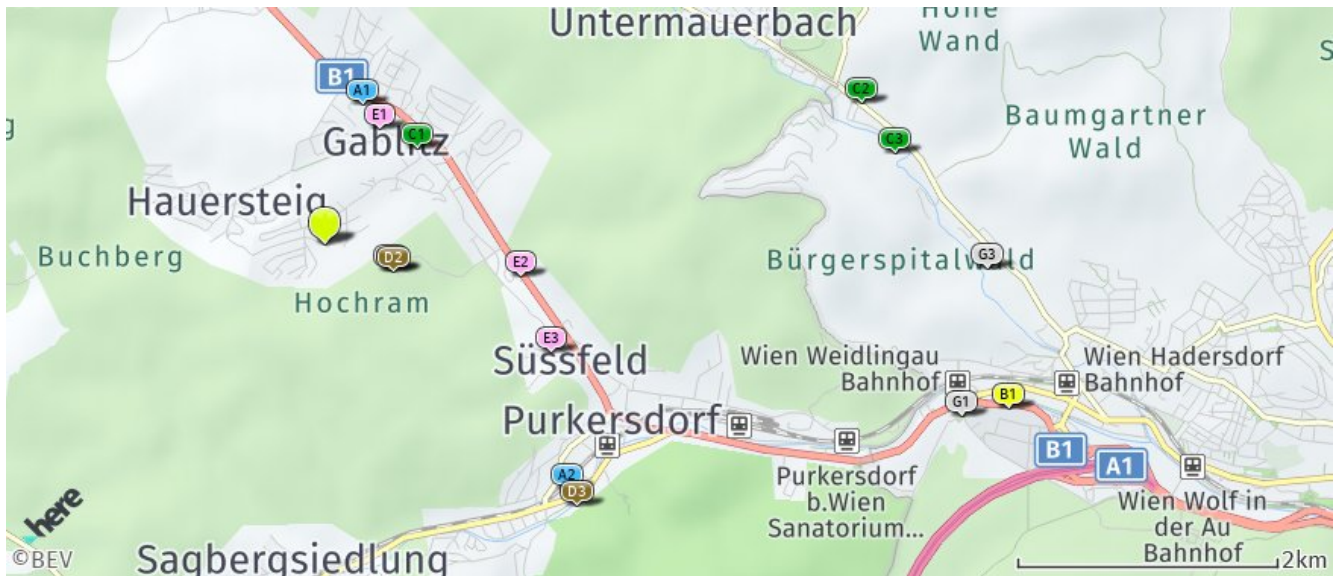 Untermauerbach
Hohe
Wand
B1
A1
E1
C1
Gablitz
C2
C3
Baumgartner
Wald
Hauersteig
Buchberg
D2
Hochram
E2
E3
Süssfeld
Bürgerspitalwald
G3
Wien Weidlingau
Bahnhof
Wien Hadersdorf
Bahnhof
G1
B1
Purkersdorf
A2
D3
Purkersdorf
b.Wien
Sanatorium...
B1
A1
Wien Wolf in
der Au
Bahnhof
here
©BEV
Sagbergsiedlung
2km